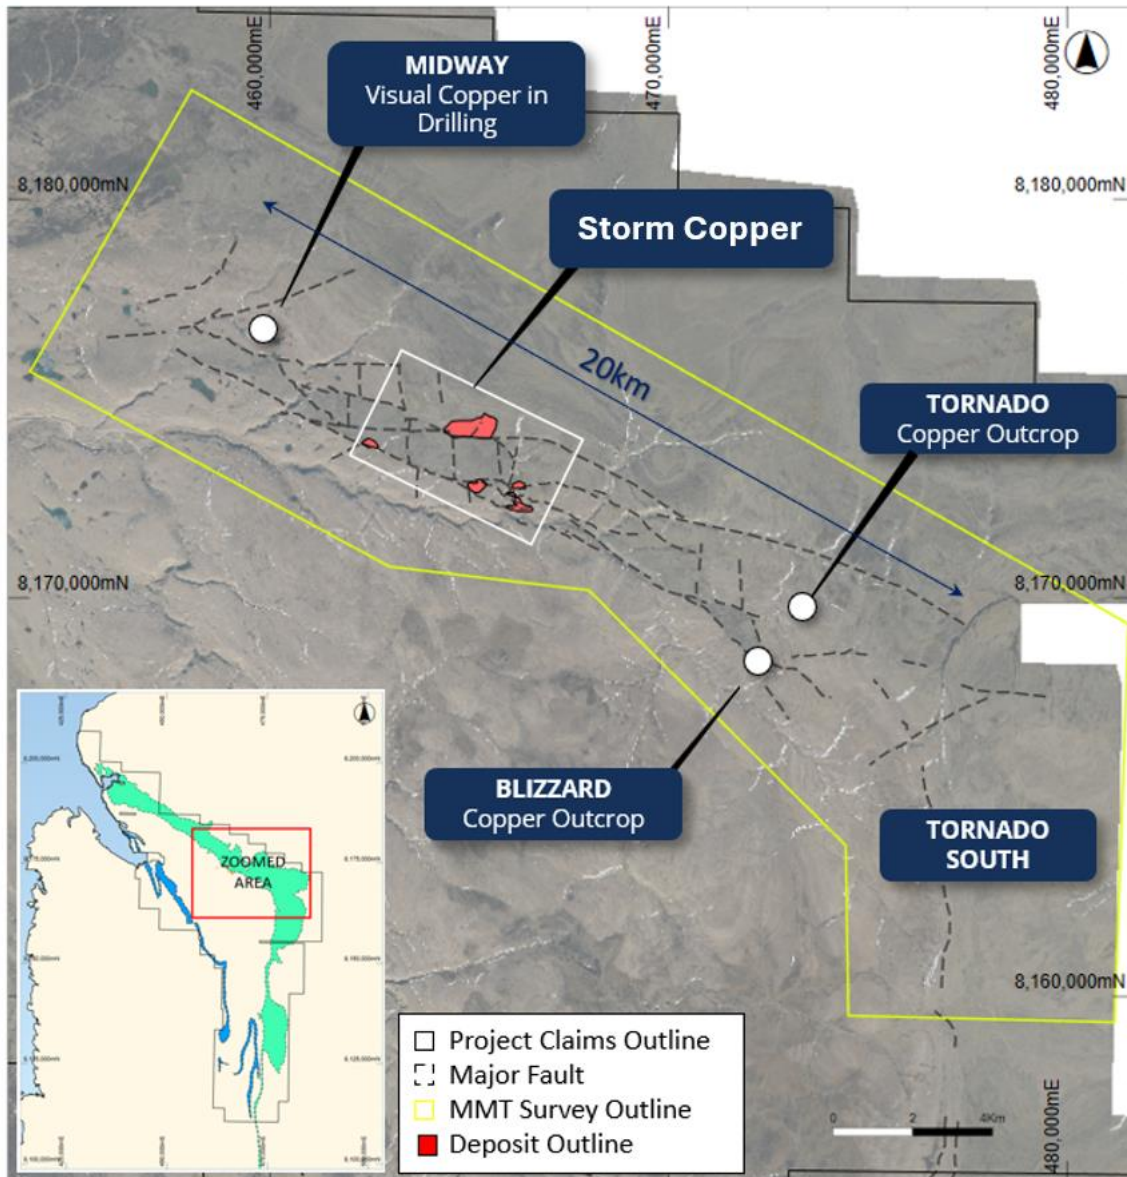 460,000mE
470,000mE
480,000mE
MIDWAY
Visual Copper in
Drilling
8,180,000mN
8,180,000mN
Storm Copper
20km
TORNADO
Copper Outcrop
8,170,000mN
8,170,000mN
BLIZZARD
Copper Outcrop
TORNADO
SOUTH
ZOOMED
AREA
8,160,000mN
Project Claims Outline
Major Fault
MMT Survey Outline
Deposit Outline
0 2 4Km
480,000mE